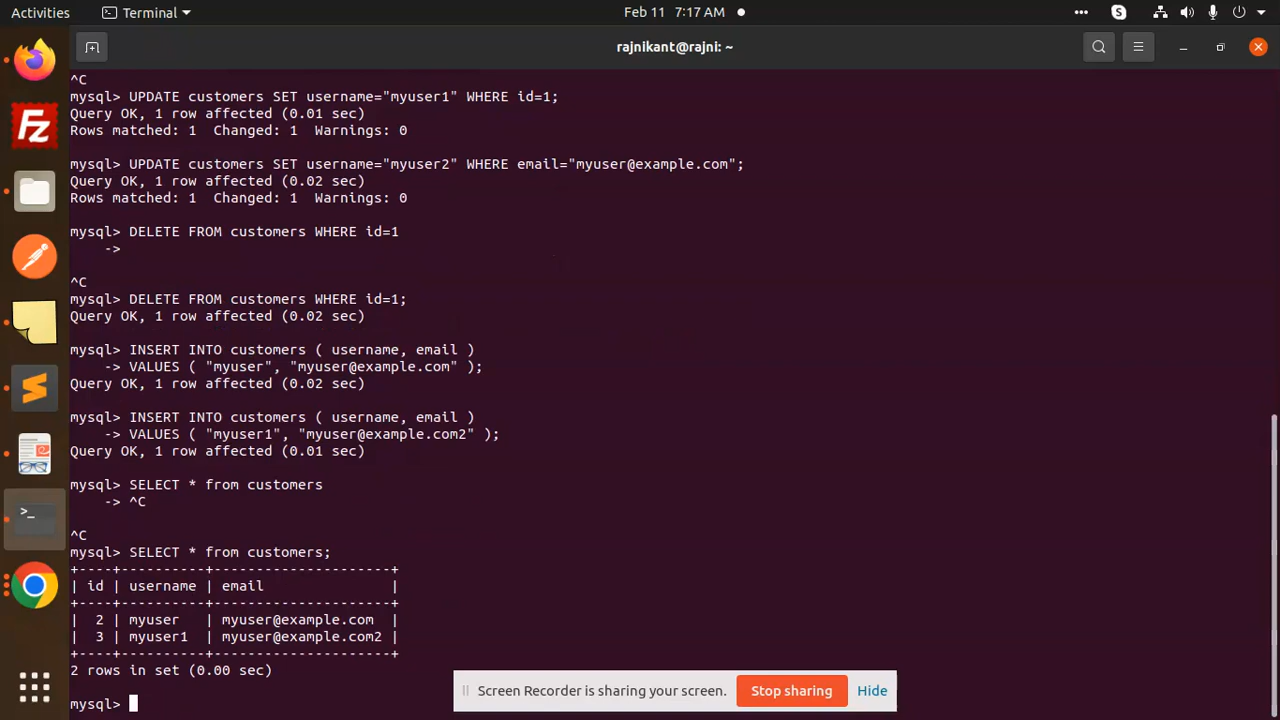 Activities Terminal Feb 11 7:17 AM
rajnikant@rajni: ~
^C
mysql> UPDATE customers SET username="myuser1" WHERE id=1;
Query OK, 1 row affected (0.01 sec)
Rows matched: 1  Changed: 1  Warnings: 0
mysql> UPDATE customers SET username="myuser2" WHERE email="myuser@example.com";
Query OK, 1 row affected (0.02 sec)
Rows matched: 1  Changed: 1  Warnings: 0
mysql> DELETE FROM customers WHERE id=1
    ->
^C
mysql> DELETE FROM customers WHERE id=1;
Query OK, 1 row affected (0.02 sec)
mysql> INSERT INTO customers ( username, email )
    -> VALUES ( "myuser", "myuser@example.com" );
Query OK, 1 row affected (0.02 sec)
mysql> INSERT INTO customers ( username, email )
    -> VALUES ( "myuser1", "myuser@example.com2" );
Query OK, 1 row affected (0.01 sec)
mysql> SELECT * from customers
    -> ^C
^C
mysql> SELECT * from customers;
+----+----------+---------------------+
| id | username | email               |
+----+----------+---------------------+
|  2 | myuser   | myuser@example.com  |
|  3 | myuser1  | myuser@example.com2 |
+----+----------+---------------------+
2 rows in set (0.00 sec)
Screen Recorder is sharing your screen. Stop sharing Hide
mysql>